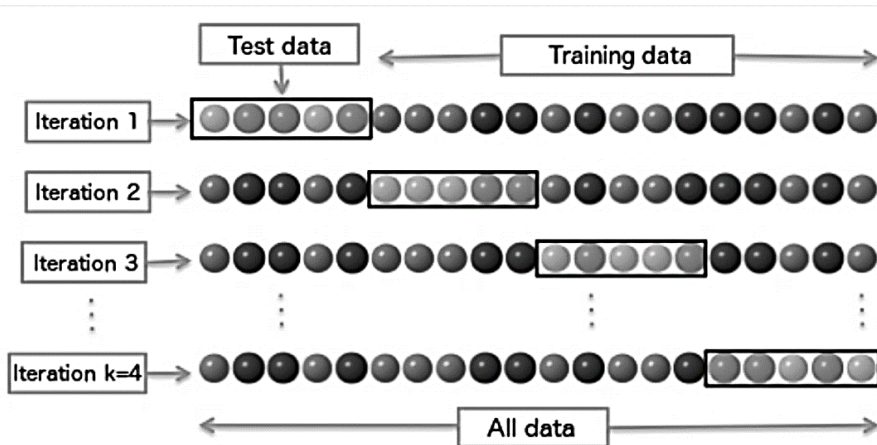 Test data
Training data
Iteration 1
Iteration 2
Iteration 3
Iteration k=4
All data